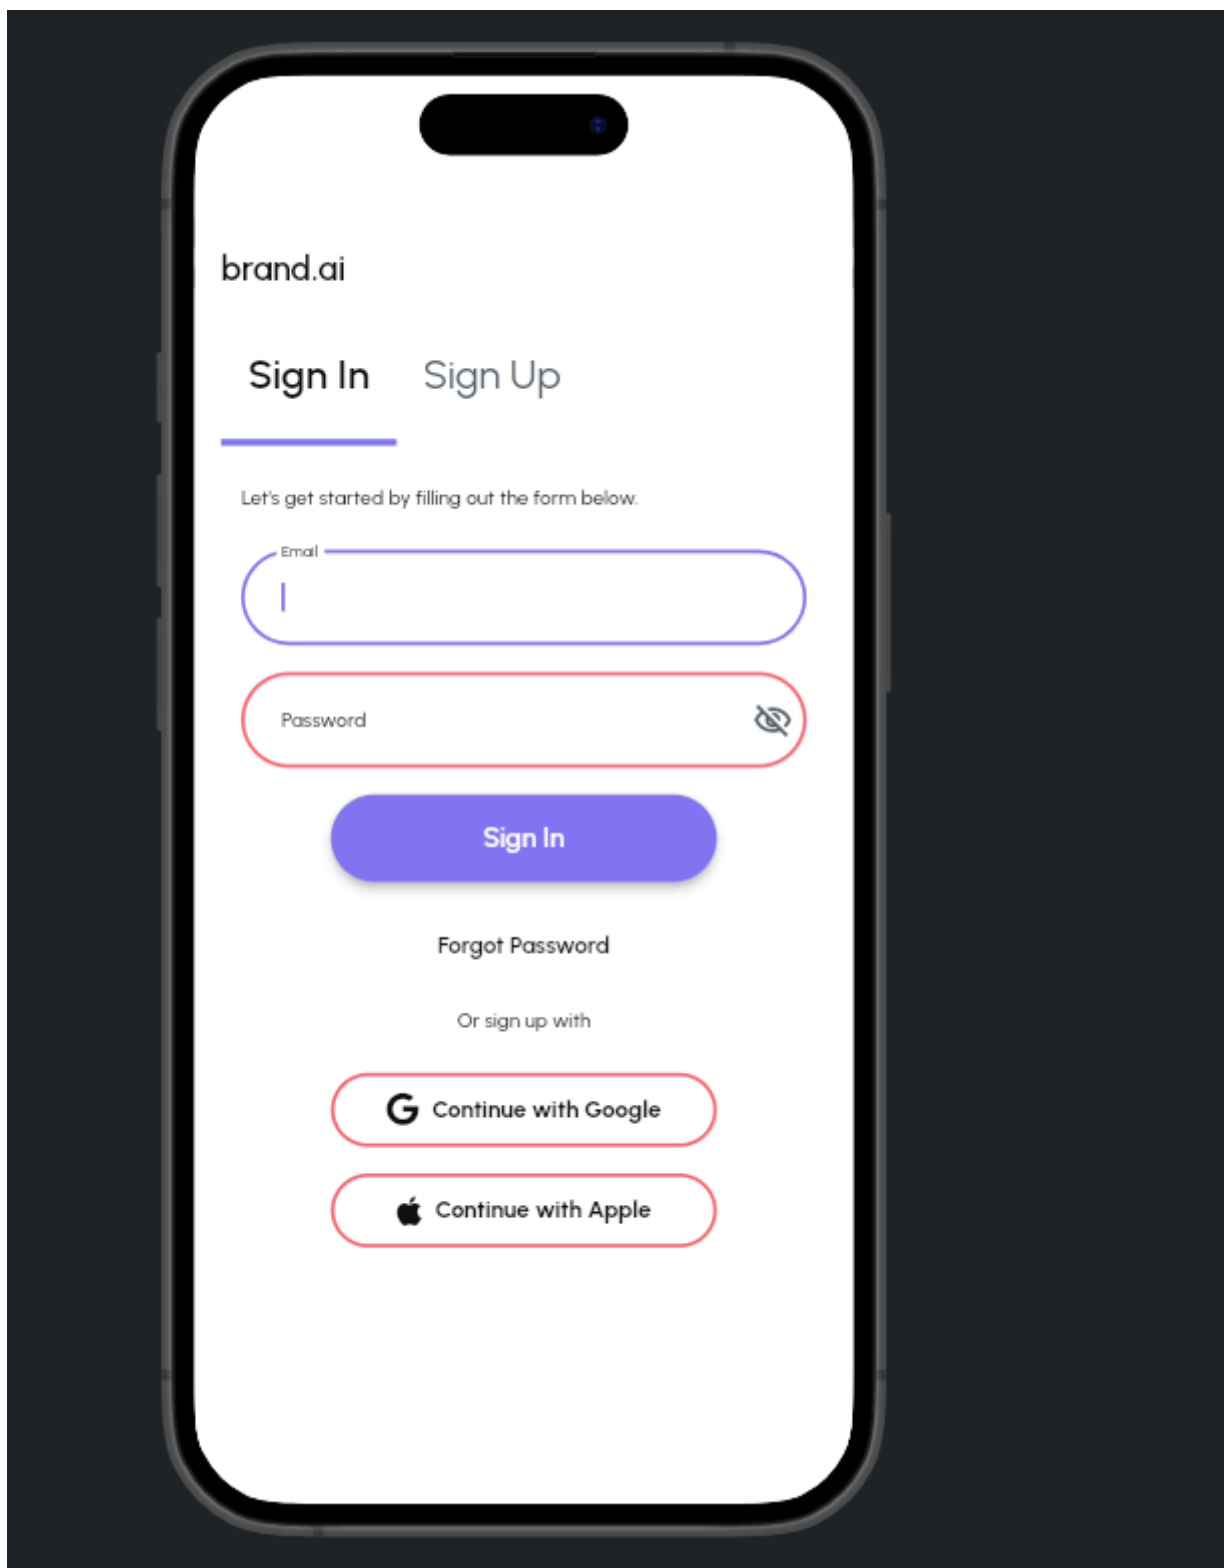 brand.ai
Sign In Sign Up
Let's get started by filling out the form below.
Email
Password
Sign In
Forgot Password
Or sign up with
Continue with Google
Continue with Apple